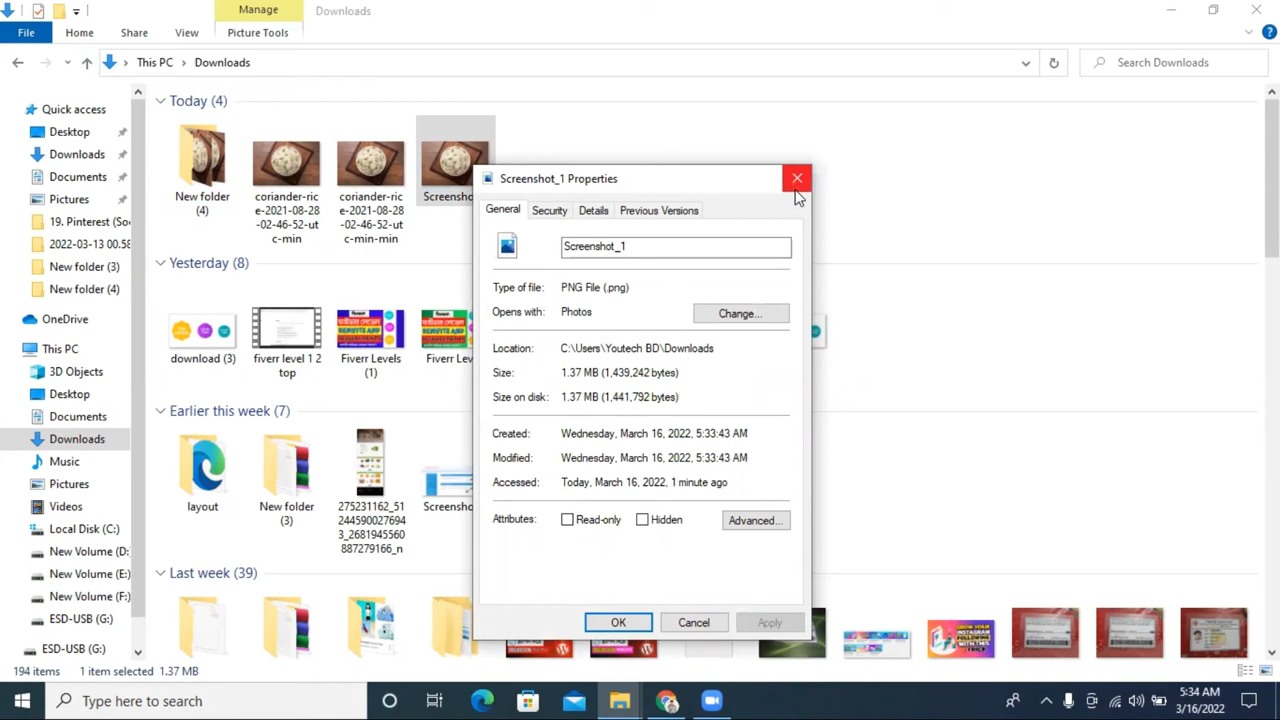 Manage
Downloads
File
Home
Share
View
Picture Tools
This PC
Downloads
Search Downloads
Quick access
Desktop
Downloads
Documents
Pictures
19. Pinterest (Soc
2022-03-13 00.58
New folder (3)
New folder (4)
OneDrive
This PC
3D Objects
Desktop
Documents
Downloads
Music
Pictures
Videos
Local Disk (C:)
New Volume (D:
New Volume (E:)
New Volume (F:)
ESD-USB (G:)
ESD-USB (G:)
Today (4)
New folder
(4)
coriander-ric
e-2021-08-28
-02-46-52-ut
c-min
coriander-ric
e-2021-08-28
-02-46-52-ut
c-min-min
Screensho
Yesterday (8)
download (3)
fiverr level 1 2
top
Fiverr Levels
(1)
Fiverr Lev
Earlier this week (7)
layout
New folder
(3)
275231162_51
244590027694
3_2681945560
887279166_n
Screensho
Last week (39)
Screenshot_1 Properties
General
Security
Details
Previous Versions
Screenshot_1
Type of file:
PNG File (.png)
Opens with:
Photos
Change...
Location:
C:\Users\Youtech BD\Downloads
Size:
1.37 MB (1,439,242 bytes)
Size on disk:
1.37 MB (1,441,792 bytes)
Created:
Wednesday, March 16, 2022, 5:33:43 AM
Modified:
Wednesday, March 16, 2022, 5:33:43 AM
Accessed:
Today, March 16, 2022, 1 minute ago
Attributes:
Read-only
Hidden
Advanced...
OK
Cancel
Apply
194 items
1 item selected 1.37 MB
Type here to search
5:34 AM
3/16/2022